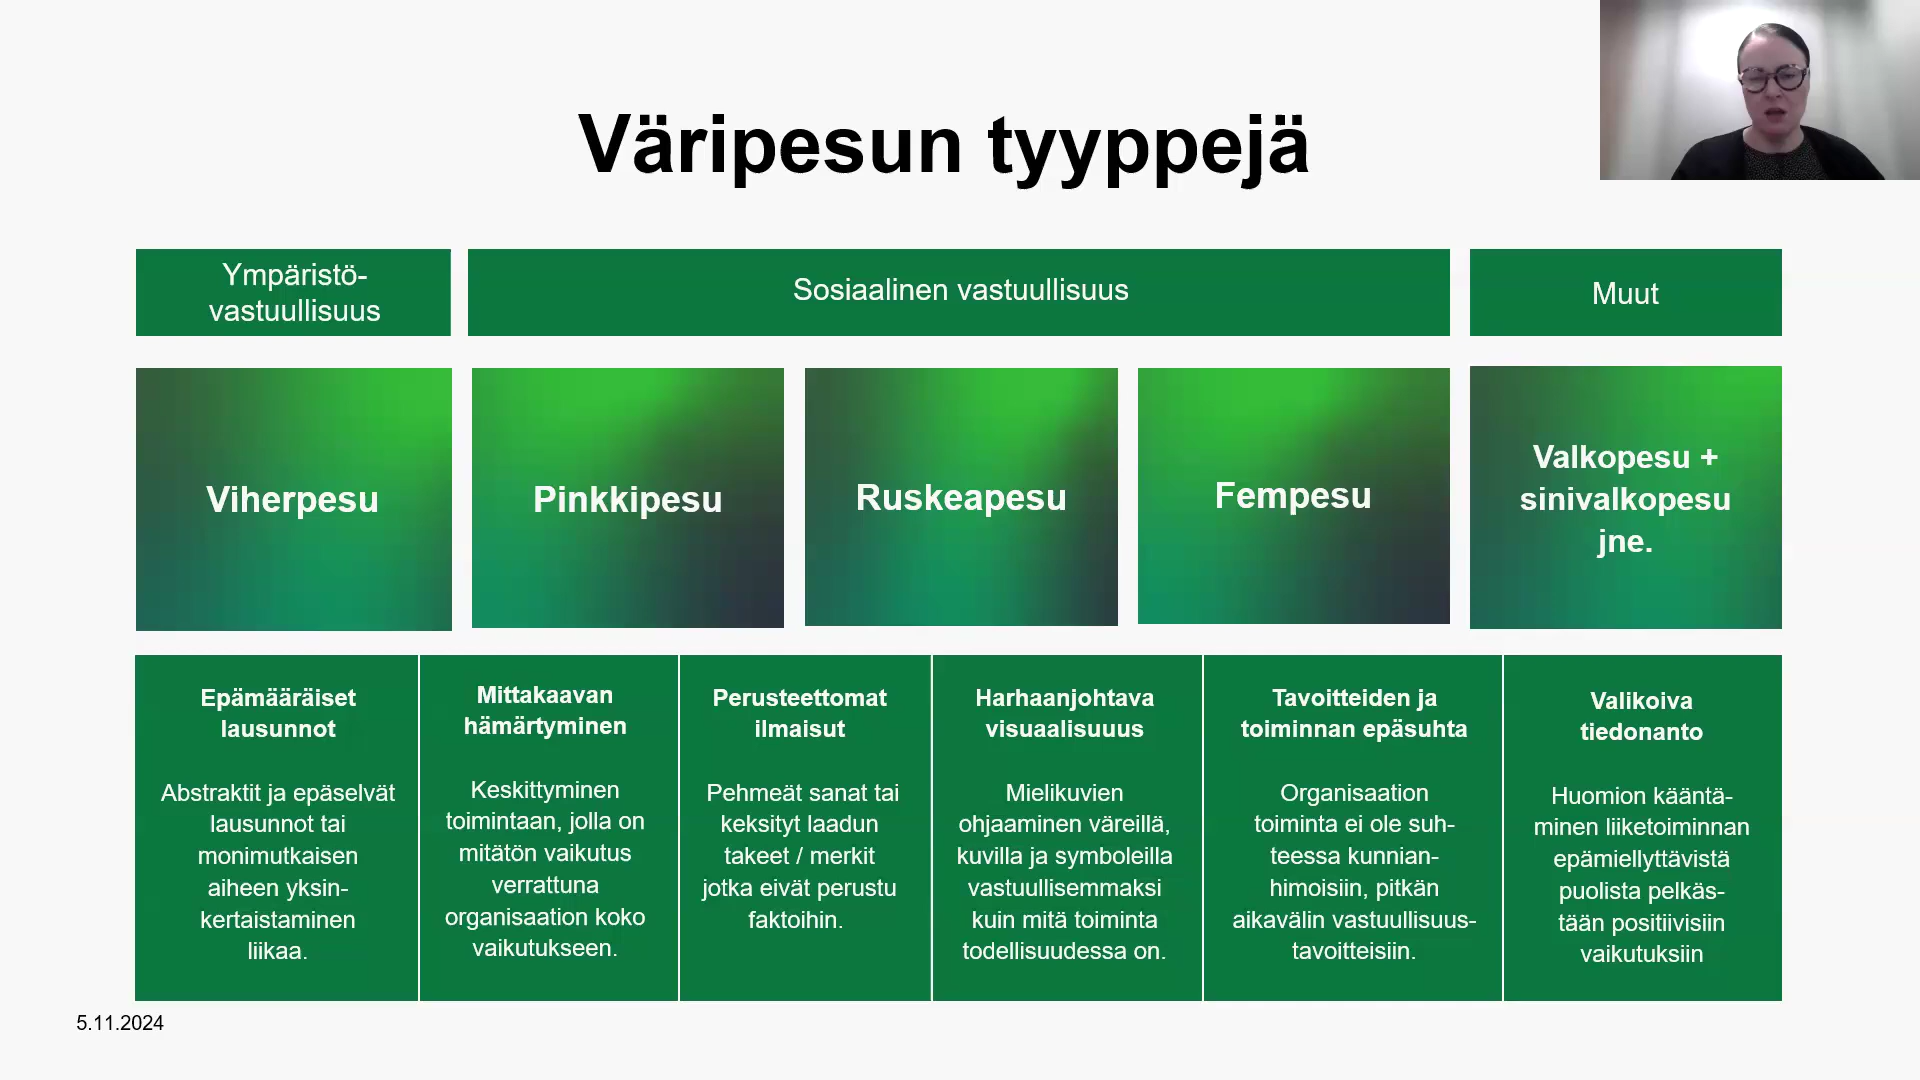 Väripesun tyyppejä
Ympäristö-
vastuullisuus
Sosiaalinen vastuullisuus
Muut
Viherpesu
Pinkkipesu
Ruskeapesu
Fempesu
Valkopesu +
sinivalkopesu
jne.
Epämääräiset
lausunnot
Abstraktit ja epäselvät
lausunnot tai
monimutkaisen
aiheen yksin-
kertaistaminen
liikaa.
Mittakaavan
hämärtyminen
Keskittyminen
toimintaan, jolla on
mitätön vaikutus
verrattuna
organisaation koko
vaikutukseen.
Perusteettomat
ilmaisut
Pehmeät sanat tai
keksityt laadun
takeet / merkit
jotka eivät perustu
faktoihin.
Harhaanjohtava
visuaalisuuus
Mielikuvien
ohjaaminen väreillä,
kuvilla ja symboleilla
vastuullisemmaksi
kuin mitä toiminta
todellisuudessa on.
Tavoitteiden ja
toiminnan epäsuhta
Organisaation
toiminta ei ole suh-
teessa kunnian-
himoisiin, pitkän
aikavälin vastuullisuus-
tavoitteisiin.
Valikoiva
tiedonanto
Huomion kääntä-
minen liiketoiminnan
epämiellyttävistä
puolista pelkäs-
tään positiivisiin
vaikutuksiin
5.11.2024